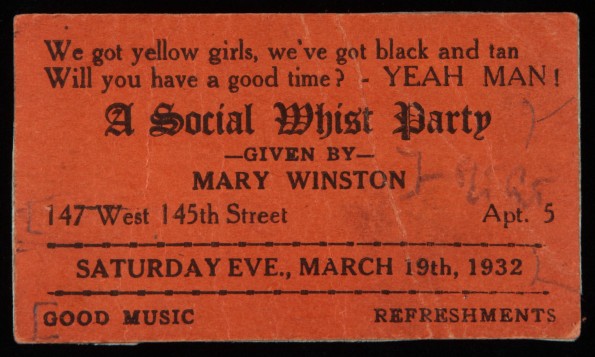 We got yellow girls, we've got black and tan
Will you have a good time? - YEAH MAN!
A Social Whist Party
—GIVEN BY—
MARY WINSTON
147 West 145th Street Apt. 5
SATURDAY EVE., MARCH 19th, 1932
GOOD MUSIC REFRESHMENTS